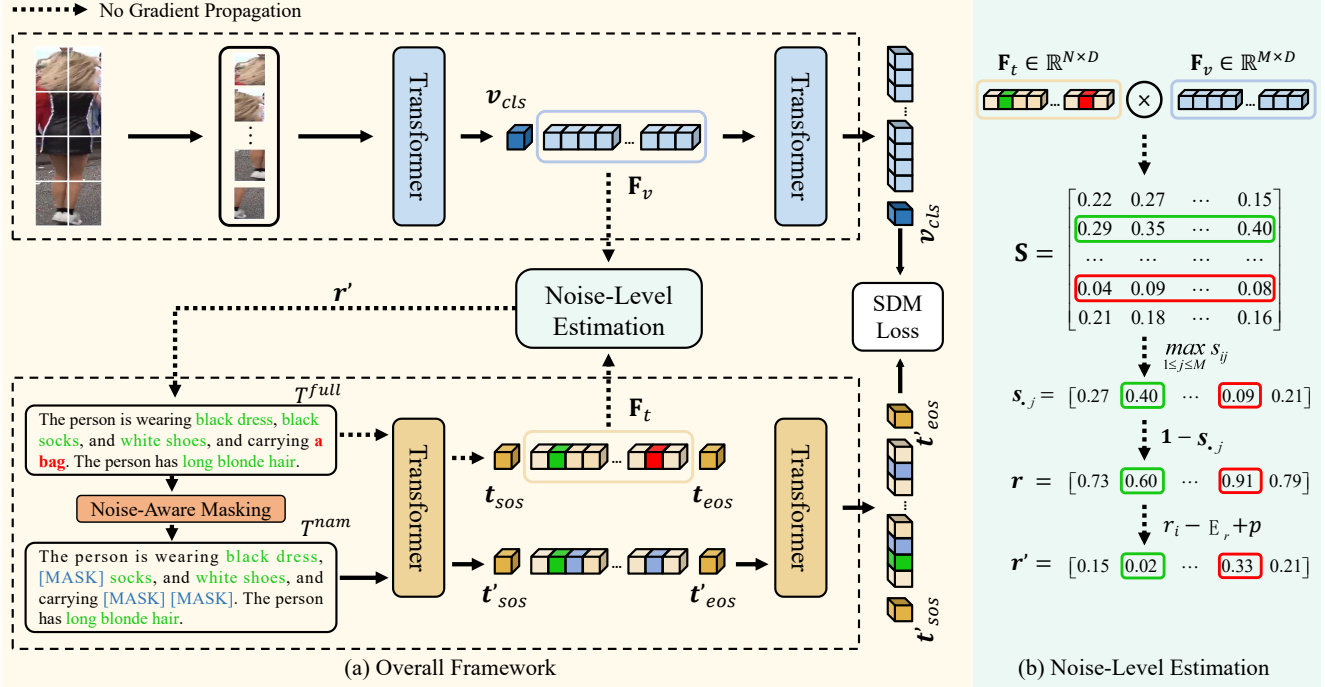 No Gradient Propagation
Transformer
v_cls
...
F_v
Transformer
v_cls
r'
Noise-Level
Estimation
SDM
Loss
T^full
The person is wearing black dress, black
socks, and white shoes, and carrying a
bag. The person has long blonde hair.
Noise-Aware Masking
T^nam
The person is wearing black dress,
[MASK] socks, and white shoes, and
carrying [MASK] [MASK]. The person
has long blonde hair.
Transformer
F_t
...
t_sos
t_eos
...
t'_sos
t'_eos
Transformer
t'_eos
t'_sos
(a) Overall Framework
F_t ∈ ℝ^{N×D}
F_v ∈ ℝ^{M×D}
... × ...
0.22 0.27 ⋯ 0.15
0.29 0.35 ⋯ 0.40
S =
⋯ ⋯ ⋯ ⋯
0.04 0.09 ⋯ 0.08
0.21 0.18 ⋯ 0.16
max s_ij
1≤j≤M
s_{•j} = [0.27 0.40 ⋯ 0.09 0.21]
1 − s_{•j}
r = [0.73 0.60 ⋯ 0.91 0.79]
r_i − 𝔼_r + p
r' = [0.15 0.02 ⋯ 0.33 0.21]
(b) Noise-Level Estimation